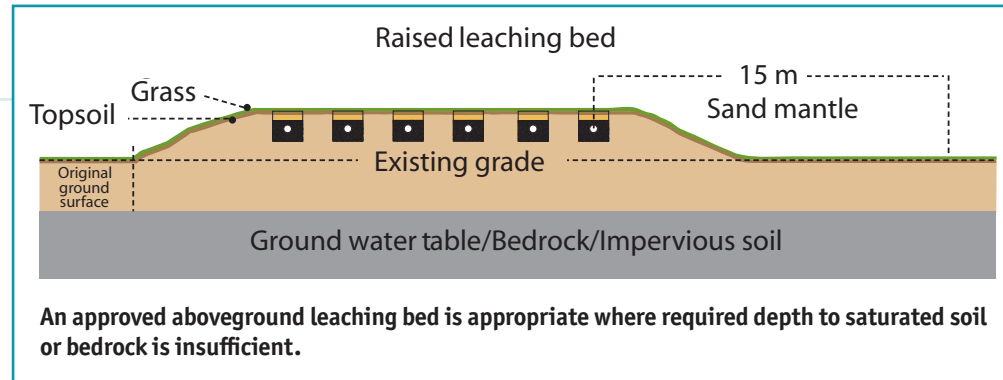 Raised leaching bed
15 m
Grass
Sand mantle
Topsoil
Existing grade
Original
ground
surface
Ground water table/Bedrock/Impervious soil
An approved aboveground leaching bed is appropriate where required depth to saturated soil
or bedrock is insufficient.